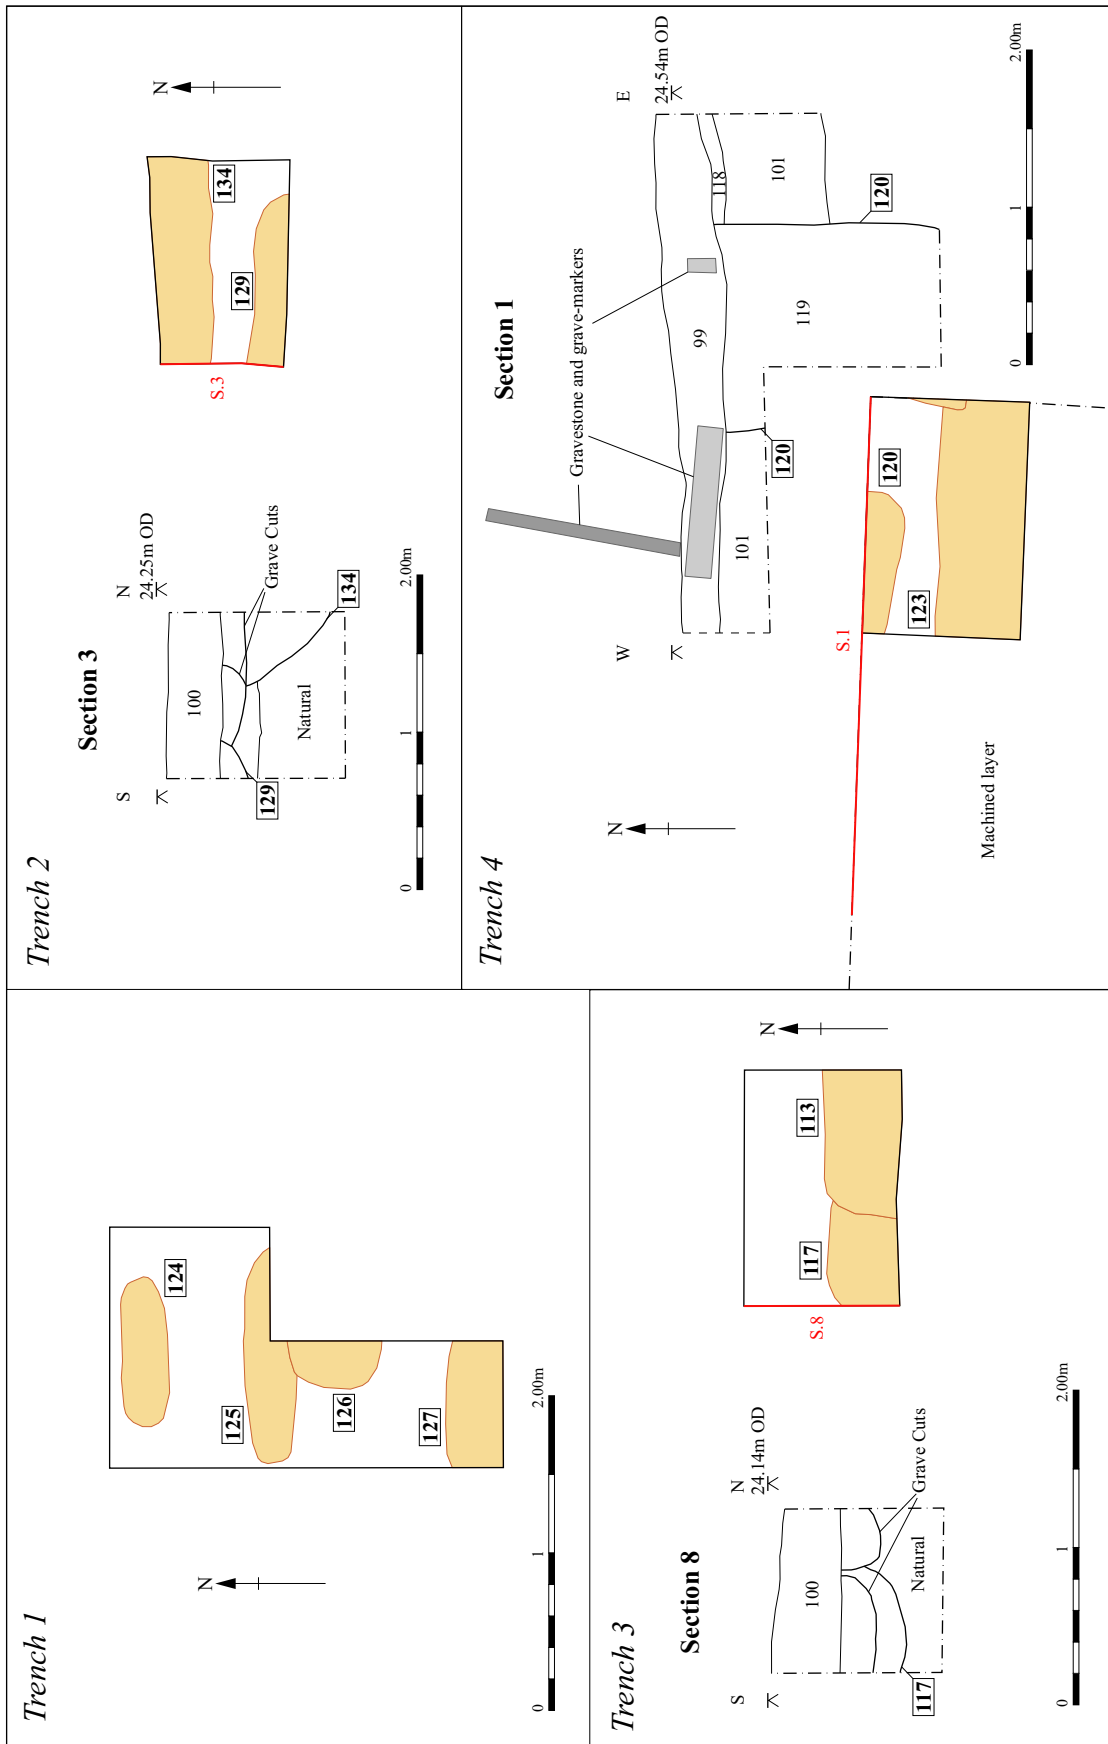 Trench 1
N
124
125
126
127
0
1
2.00m
Trench 2
Section 3
S
N
24.25m OD
100
Grave Cuts
Natural
129
134
0
1
2.00m
N
134
129
S.3
Trench 3
Section 8
S
N
24.14m OD
100
Grave Cuts
Natural
117
0
1
2.00m
N
113
117
S.8
Trench 4
Section 1
W
E
24.54m OD
Gravestone and grave-markers
99
118
101
101
119
120
120
N
S.1
120
123
Machined layer
0
1
2.00m